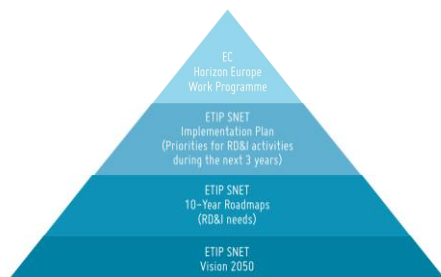 EC
Horizon Europe
Work Programme
ETIP SNET
Implementation Plan
(Priorities for RD&I activities
during the next 3 years)
ETIP SNET
10-Year Roadmaps
(RD&I needs)
ETIP SNET
Vision 2050